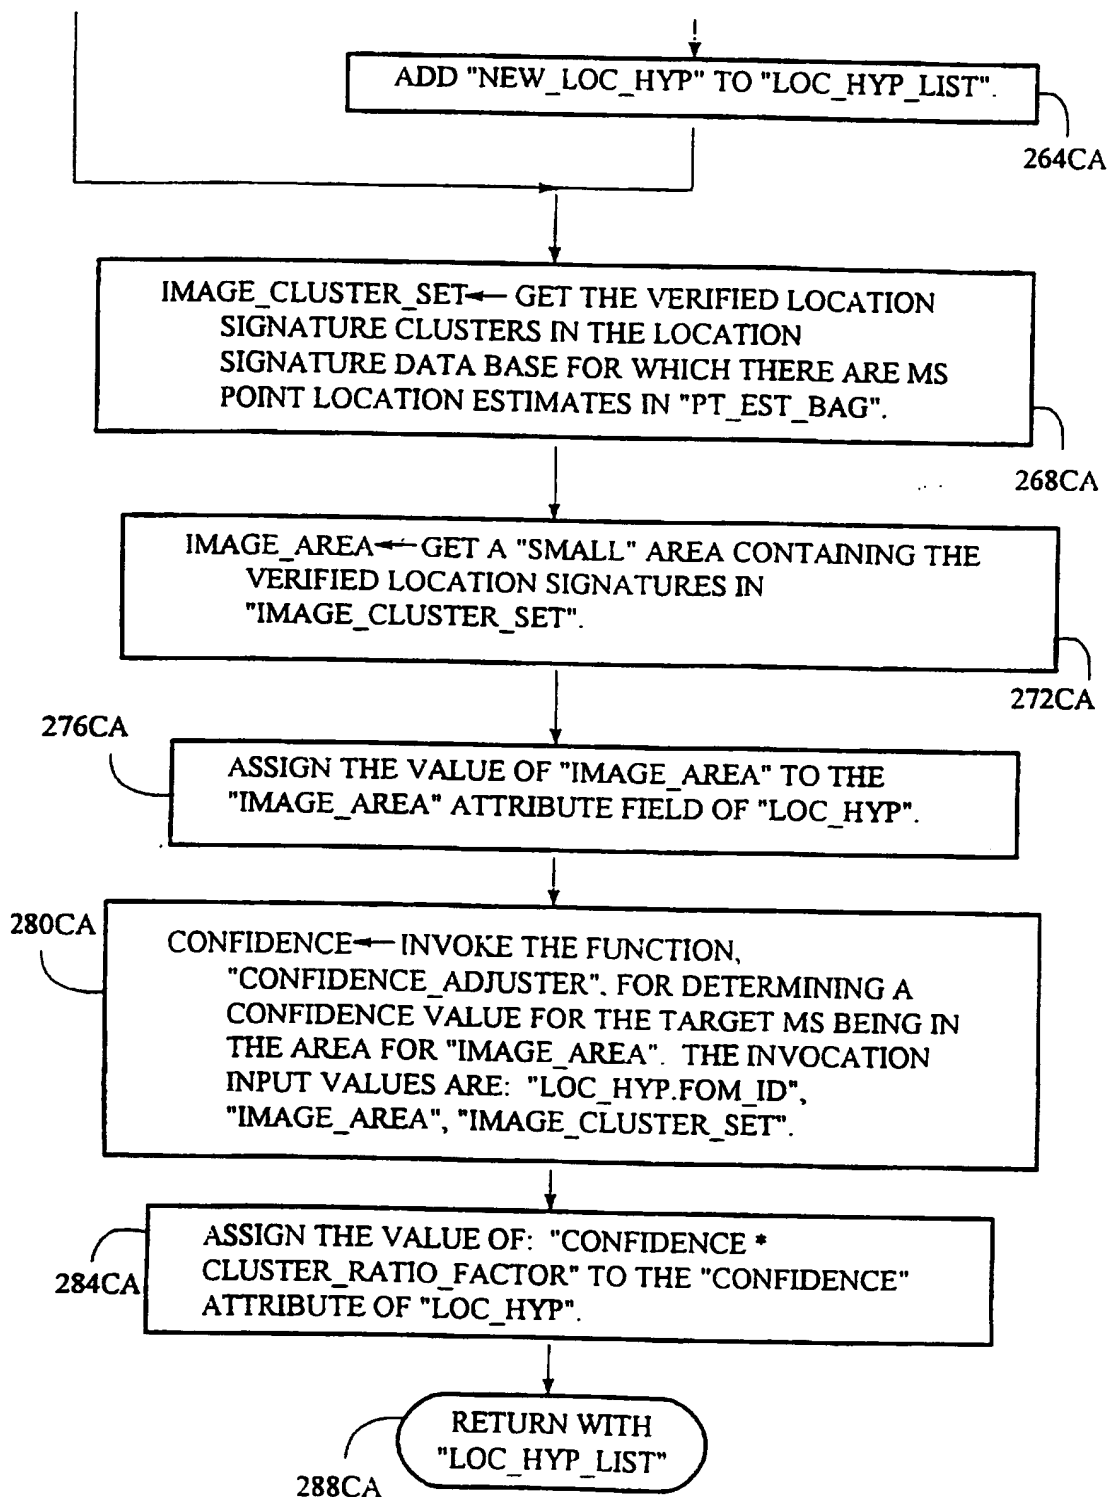 ADD "NEW_LOC_HYP" TO "LOC_HYP_LIST".
264CA
IMAGE_CLUSTER_SET← GET THE VERIFIED LOCATION
SIGNATURE CLUSTERS IN THE LOCATION
SIGNATURE DATA BASE FOR WHICH THERE ARE MS
POINT LOCATION ESTIMATES IN "PT_EST_BAG".
268CA
IMAGE_AREA← GET A "SMALL" AREA CONTAINING THE
VERIFIED LOCATION SIGNATURES IN
"IMAGE_CLUSTER_SET".
272CA
276CA
ASSIGN THE VALUE OF "IMAGE_AREA" TO THE
"IMAGE_AREA" ATTRIBUTE FIELD OF "LOC_HYP".
280CA
CONFIDENCE← INVOKE THE FUNCTION,
"CONFIDENCE_ADJUSTER". FOR DETERMINING A
CONFIDENCE VALUE FOR THE TARGET MS BEING IN
THE AREA FOR "IMAGE_AREA". THE INVOCATION
INPUT VALUES ARE: "LOC_HYP.FOM_ID",
"IMAGE_AREA", "IMAGE_CLUSTER_SET".
284CA
ASSIGN THE VALUE OF: "CONFIDENCE *
CLUSTER_RATIO_FACTOR" TO THE "CONFIDENCE"
ATTRIBUTE OF "LOC_HYP".
RETURN WITH
"LOC_HYP_LIST"
288CA